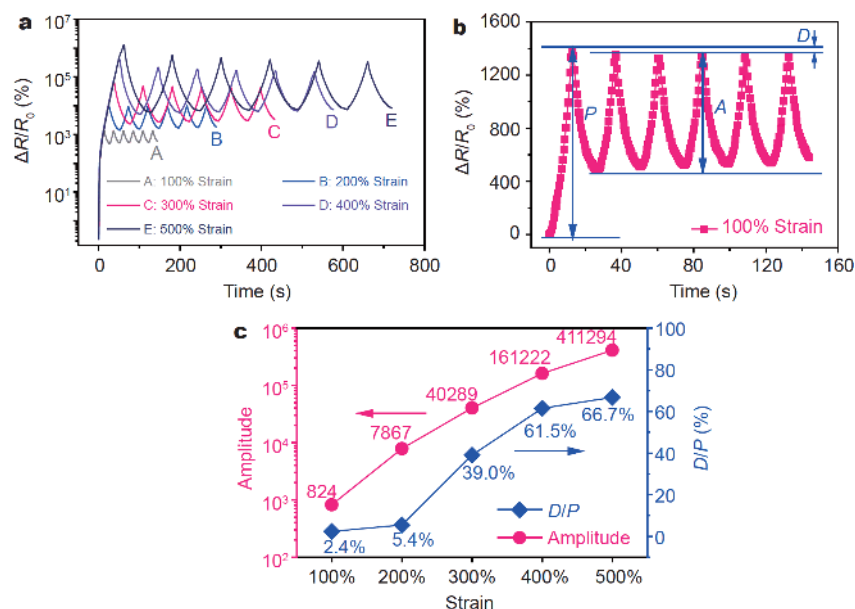 a
ΔR/R0 (%)
10^7
10^5
10^3
10^1
A
B
C
D
E
A: 100% Strain
B: 200% Strain
C: 300% Strain
D: 400% Strain
E: 500% Strain
0 200 400 600 800
Time (s)
b
ΔR/R0 (%)
1600
1200
800
400
0
D
P
A
100% Strain
0 40 80 120 160
Time (s)
c
Amplitude
10^6
10^5
10^4
10^3
10^2
824
7867
40289
161222
411294
2.4%
5.4%
39.0%
61.5%
66.7%
D/P
Amplitude
100
80
60
40
20
0
D/P (%)
100% 200% 300% 400% 500%
Strain